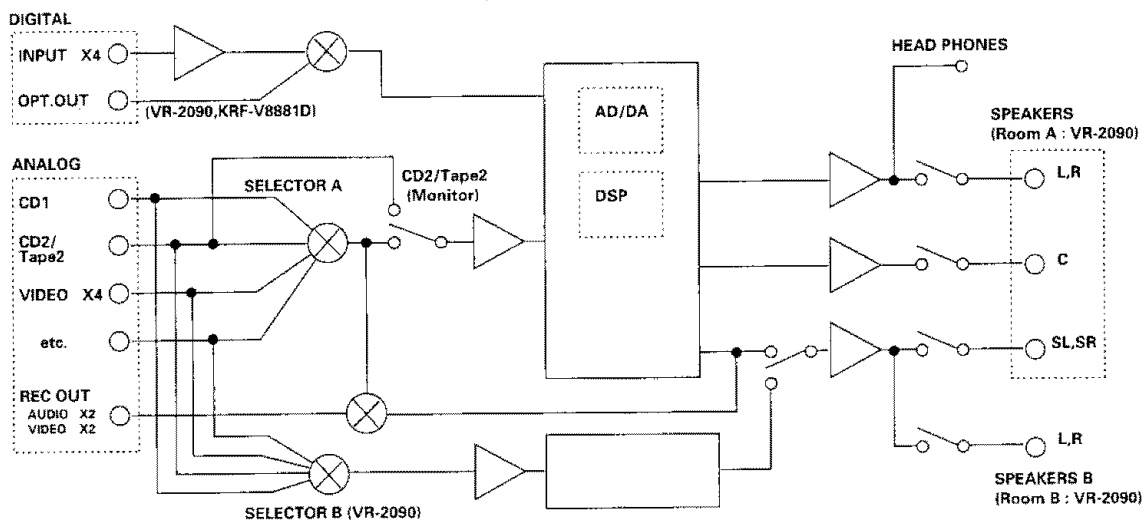 DIGITAL
INPUT X4
OPT.OUT
(VR-2090,KRF-V8881D)
HEAD PHONES
SPEAKERS
(Room A : VR-2090)
AD/DA
DSP
L,R
C
SL,SR
ANALOG
CD1
CD2/
Tape2
VIDEO X4
etc.
REC OUT
AUDIO X2
VIDEO X2
SELECTOR A
CD2/Tape2
(Monitor)
SELECTOR B (VR-2090)
L,R
SPEAKERS B
(Room B : VR-2090)